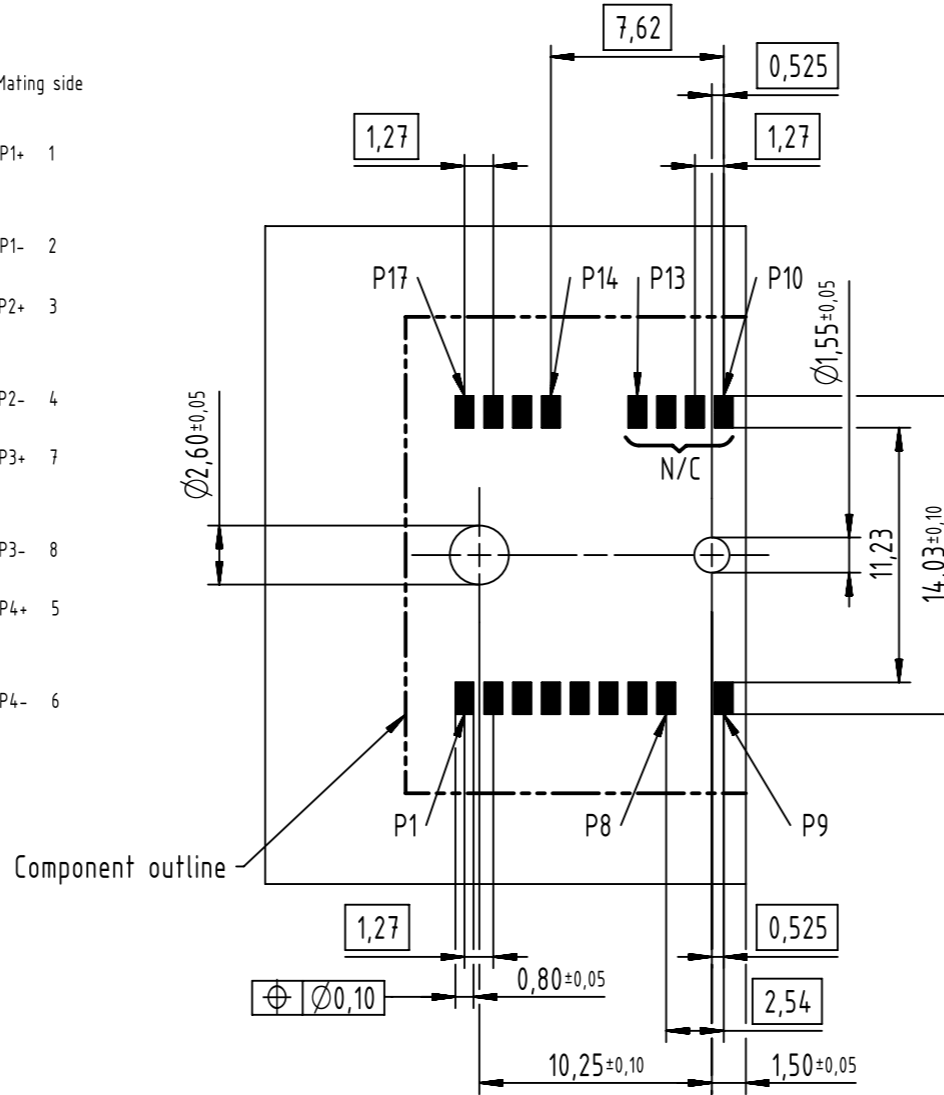 7,62
Mating side
0,525
1,27
1,27
P1+ 1
P1- 2
P17
P14
P13
P10
P2+ 3
Ø1,55±0,05
P2- 4
Ø2,60±0,05
P3+ 7
N/C
11,23
14,03±0,10
P3- 8
P4+ 5
P4- 6
P1
P8
P9
Component outline
1,27
0,525
0,80±0,05
⌖ Ø0,10
2,54
10,25±0,10
1,50±0,05